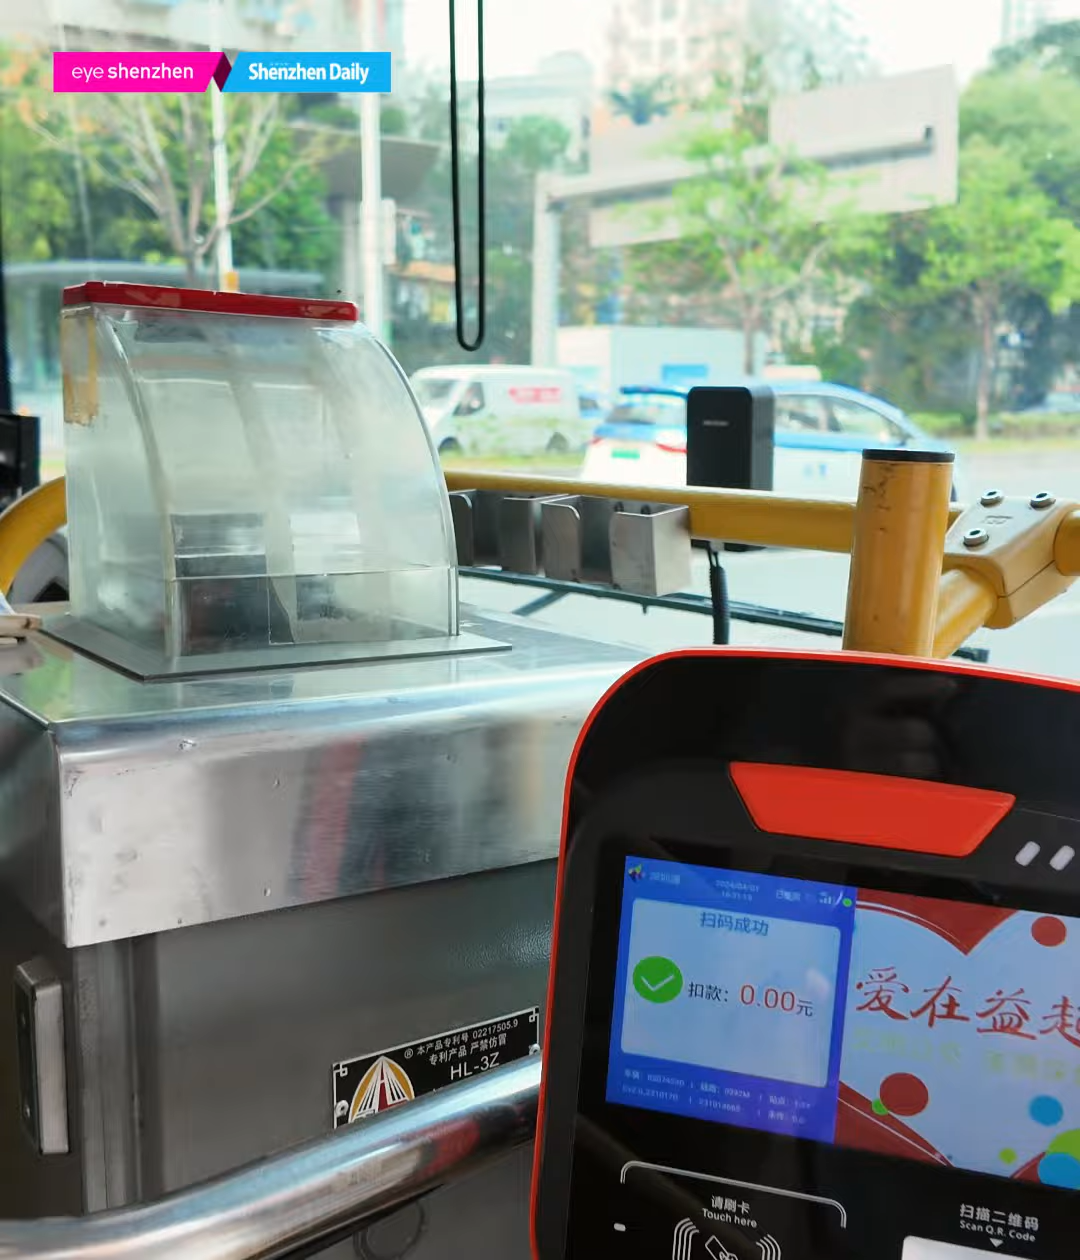 eye shenzhen
Shenzhen Daily
扫码成功
扣款：0.00元
爱在益起
® 本产品专利号 02217505.9
专利产品 严禁仿冒
HL-3Z
请刷卡
Touch here
扫描二维码
Scan Q.R. Code